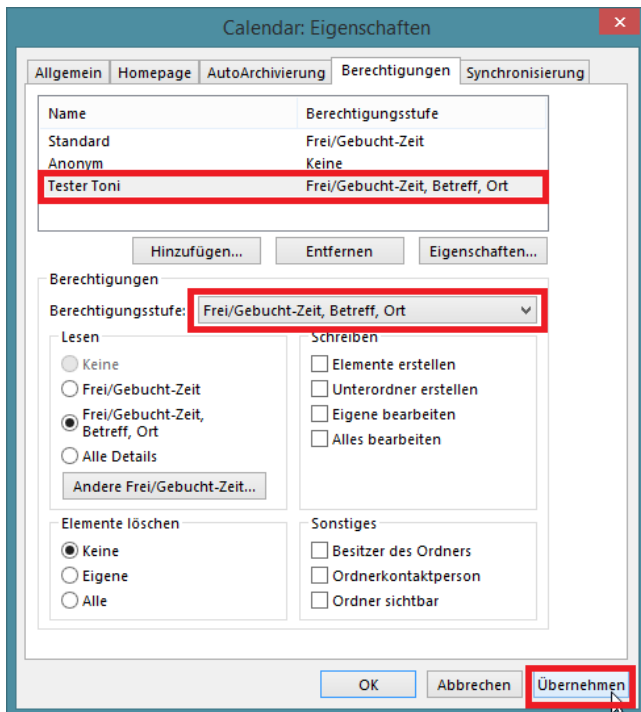 Calendar: Eigenschaften
Allgemein Homepage AutoArchivierung Berechtigungen Synchronisierung
Name Berechtigungsstufe
Standard Frei/Gebucht-Zeit
Anonym Keine
Tester Toni Frei/Gebucht-Zeit, Betreff, Ort
Hinzufügen... Entfernen Eigenschaften...
Berechtigungen
Berechtigungsstufe: Frei/Gebucht-Zeit, Betreff, Ort
Lesen Schreiben
Keine Elemente erstellen
Frei/Gebucht-Zeit Unterordner erstellen
Frei/Gebucht-Zeit, Eigene bearbeiten
Betreff, Ort Alles bearbeiten
Alle Details
Andere Frei/Gebucht-Zeit...
Elemente löschen Sonstiges
Keine Besitzer des Ordners
Eigene Ordnerkontaktperson
Alle Ordner sichtbar
OK Abbrechen Übernehmen